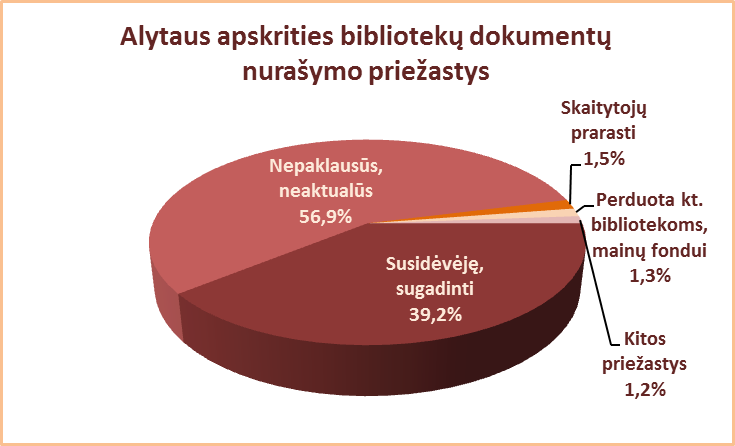 Alytaus apskrities bibliotekų dokumentų
nurašymo priežastys
Skaitytojų
prarasti
1,5%
Nepaklausūs,
neaktualūs
56,9%
Perduota kt.
bibliotekoms,
mainų fondui
1,3%
Susidėvėję,
sugadinti
39,2%
Kitos
priežastys
1,2%